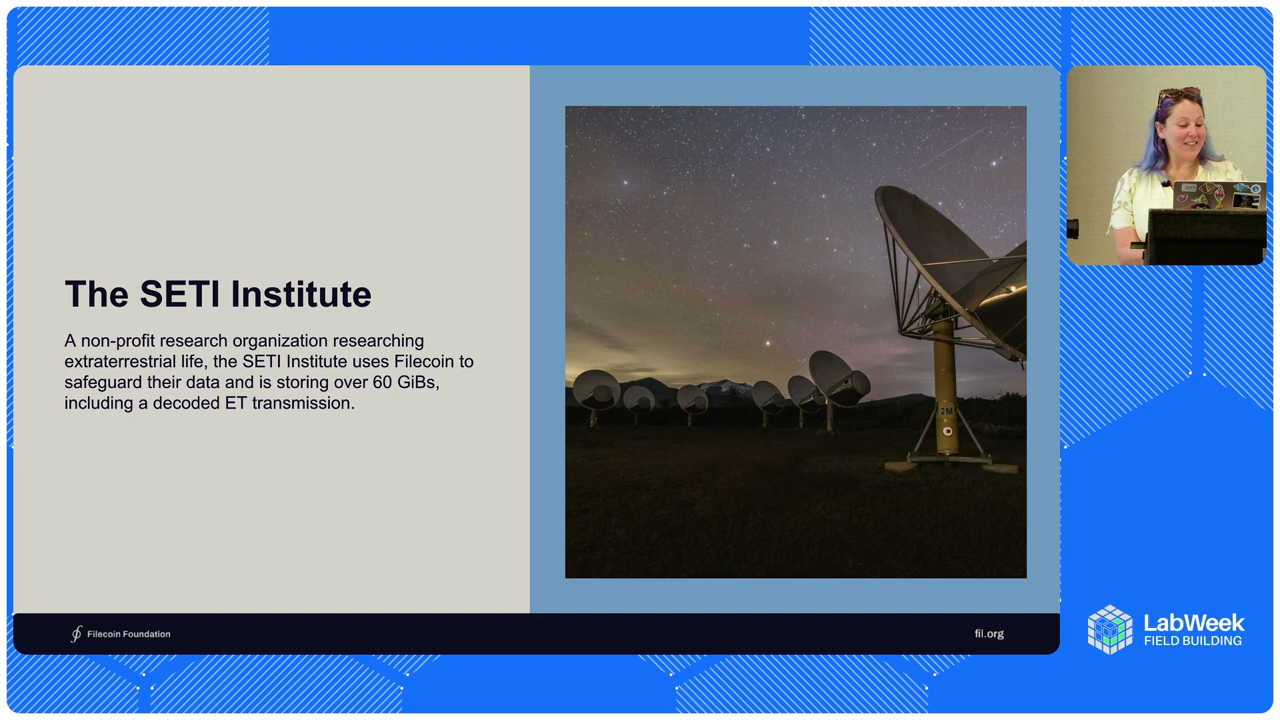 The SETI Institute
A non-profit research organization researching
extraterrestrial life, the SETI Institute uses Filecoin to
safeguard their data and is storing over 60 GiBs,
including a decoded ET transmission.
2M
Filecoin Foundation
fil.org
LabWeek
FIELD BUILDING